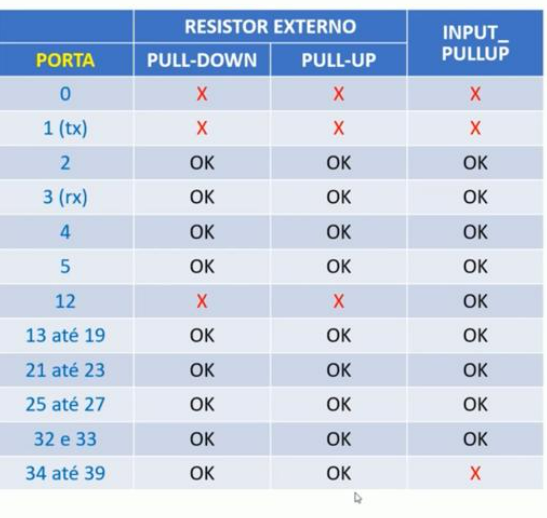 RESISTOR EXTERNO INPUT_
PORTA PULL-DOWN PULL-UP PULLUP
0 X X X
1 (tx) X X X
2 OK OK OK
3 (rx) OK OK OK
4 OK OK OK
5 OK OK OK
12 X X OK
13 até 19 OK OK OK
21 até 23 OK OK OK
25 até 27 OK OK OK
32 e 33 OK OK OK
34 até 39 OK OK X